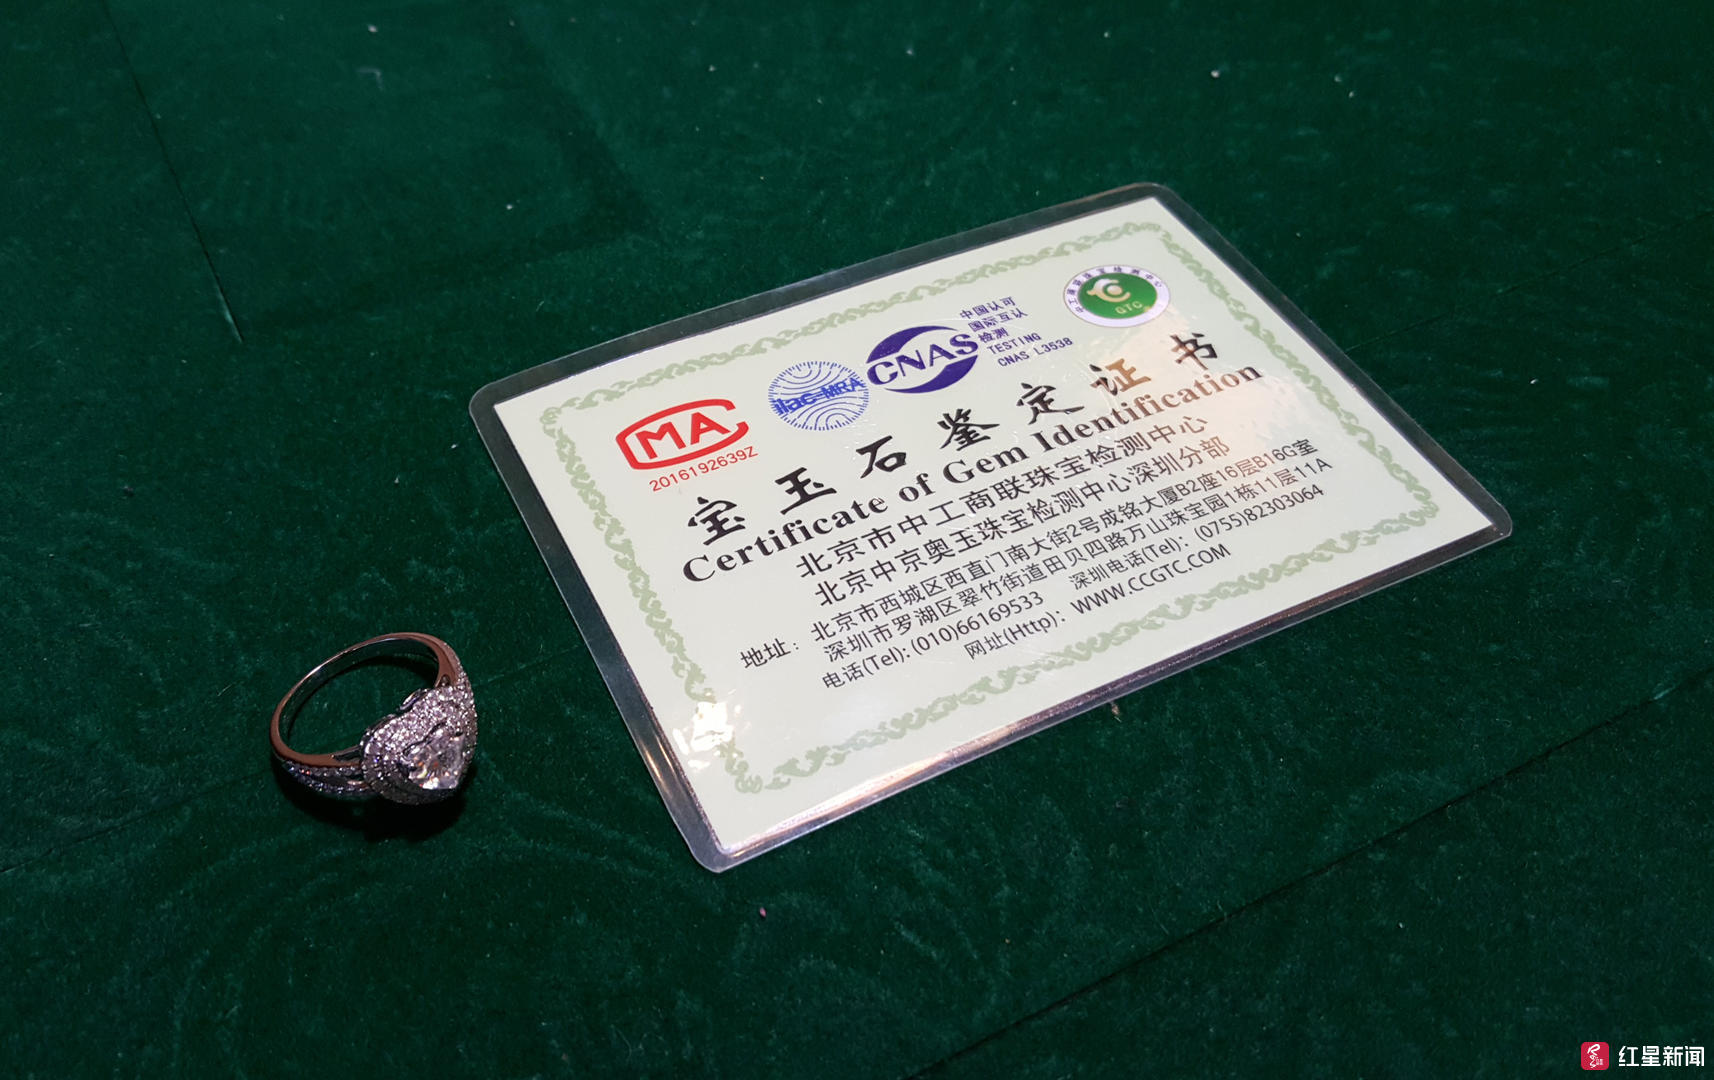 中国认可
国际互认
检测
TESTING
CNAS L3538
CNAS
ilac-MRA
MA
2016192639Z
GTC
宝玉石鉴定证书
Certificate of Gem Identification
北京市中工商联珠宝检测中心
北京中京奥玉珠宝检测中心深圳分部
地址：北京市西城区西直门南大街2号成铭大厦B2座16层B16G室
深圳市罗湖区翠竹街道田贝四路万山珠宝园1栋11层11A
电话(Tel): (010)66169533 深圳电话(Tel)：(0755)82303064
网址(Http)：WWW.CCGTC.COM
红星新闻